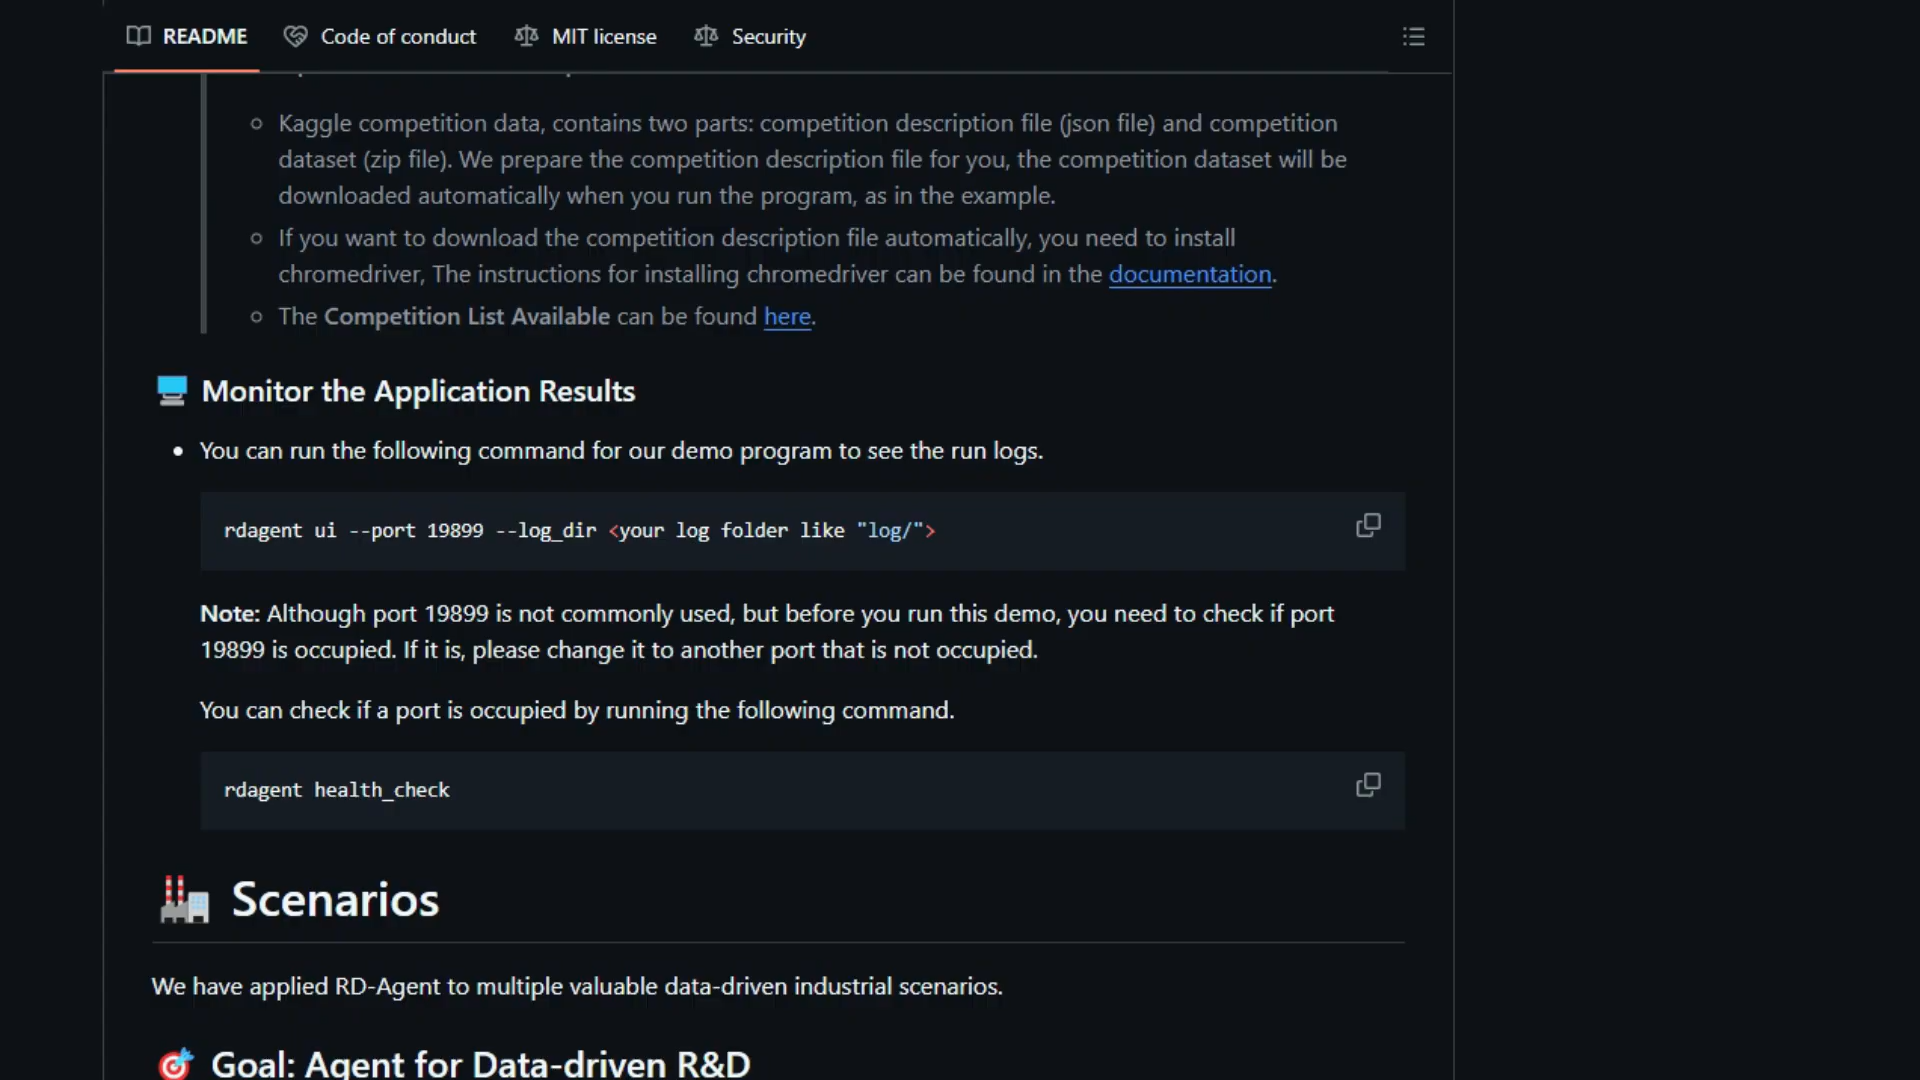 README Code of conduct MIT license Security
Kaggle competition data, contains two parts: competition description file (json file) and competition
dataset (zip file). We prepare the competition description file for you, the competition dataset will be
downloaded automatically when you run the program, as in the example.
If you want to download the competition description file automatically, you need to install
chromedriver, The instructions for installing chromedriver can be found in the documentation.
The Competition List Available can be found here.
Monitor the Application Results
You can run the following command for our demo program to see the run logs.
rdagent ui --port 19899 --log_dir <your log folder like "log/">
Note: Although port 19899 is not commonly used, but before you run this demo, you need to check if port
19899 is occupied. If it is, please change it to another port that is not occupied.
You can check if a port is occupied by running the following command.
rdagent health_check
Scenarios
We have applied RD-Agent to multiple valuable data-driven industrial scenarios.
Goal: Agent for Data-driven R&D